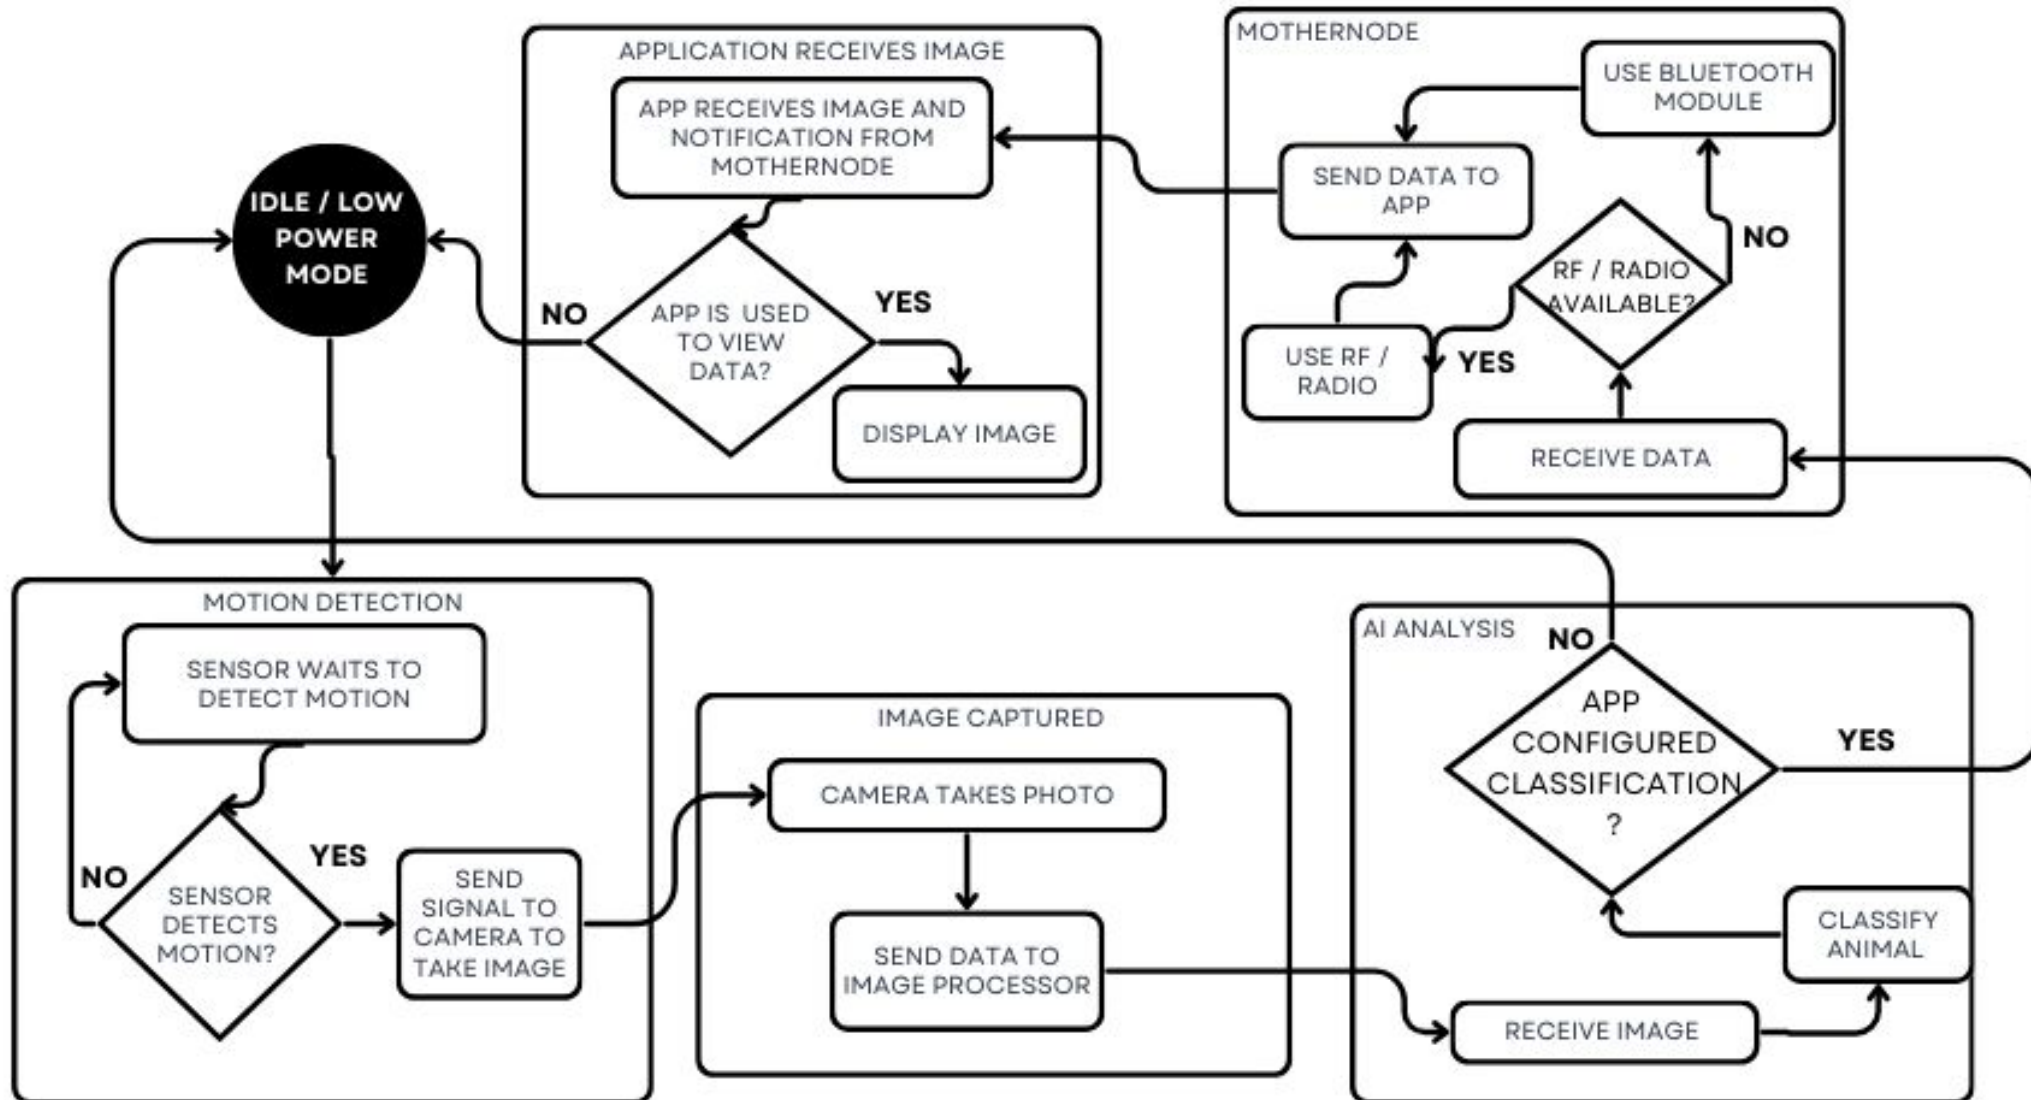 APPLICATION RECEIVES IMAGE
APP RECEIVES IMAGE AND
NOTIFICATION FROM
MOTHERNODE
APP IS USED
TO VIEW
DATA?
NO
YES
DISPLAY IMAGE
MOTHERNODE
USE BLUETOOTH
MODULE
SEND DATA TO
APP
RF / RADIO
AVAILABLE?
NO
YES
USE RF /
RADIO
RECEIVE DATA
IDLE / LOW
POWER
MODE
MOTION DETECTION
SENSOR WAITS TO
DETECT MOTION
SENSOR
DETECTS
MOTION?
NO
YES
SEND
SIGNAL TO
CAMERA TO
TAKE IMAGE
IMAGE CAPTURED
CAMERA TAKES PHOTO
SEND DATA TO
IMAGE PROCESSOR
AI ANALYSIS
NO
APP
CONFIGURED
CLASSIFICATION
?
YES
CLASSIFY
ANIMAL
RECEIVE IMAGE